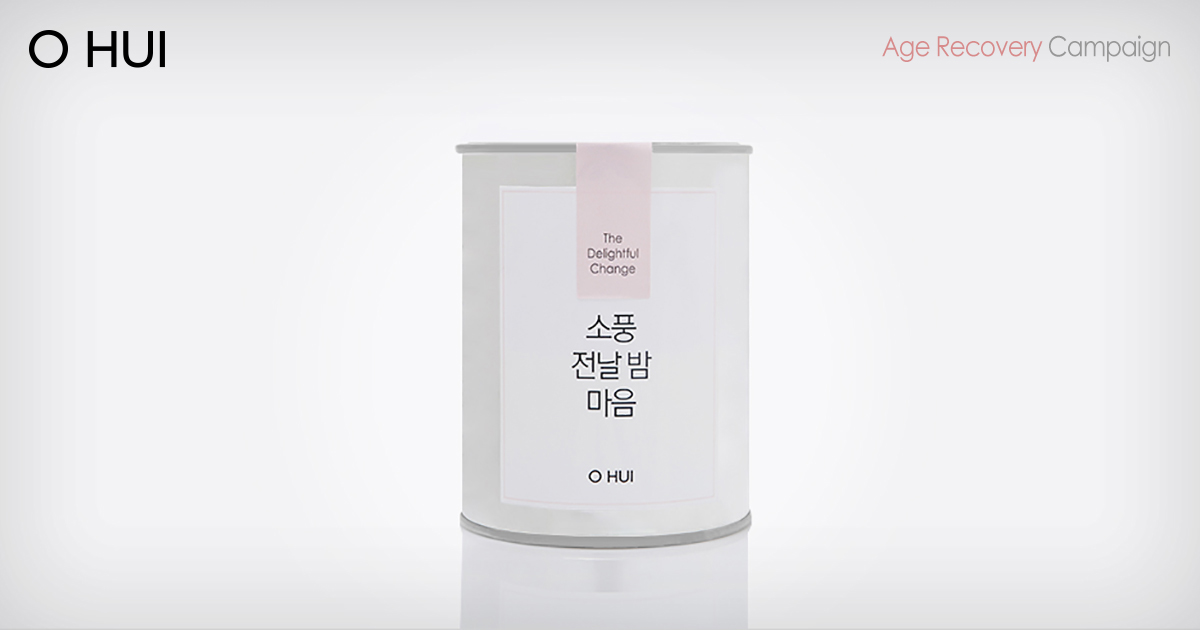 O HUI
Age Recovery Campaign
The
Delightful
Change
소풍
전날 밤
마음
O HUI